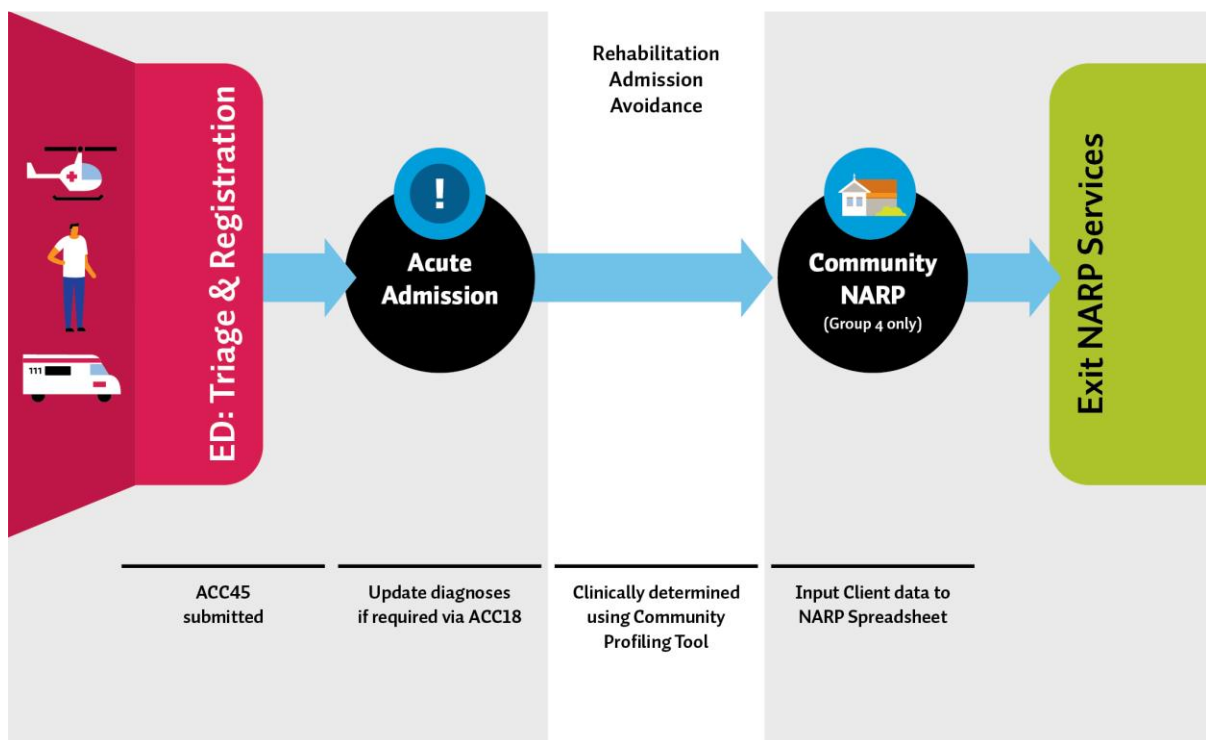 ED: Triage & Registration
111
!
Acute
Admission
Rehabilitation
Admission
Avoidance
Community
NARP
(Group 4 only)
Exit NARP Services
ACC45
submitted
Update diagnoses
if required via ACC18
Clinically determined
using Community
Profiling Tool
Input Client data to
NARP Spreadsheet